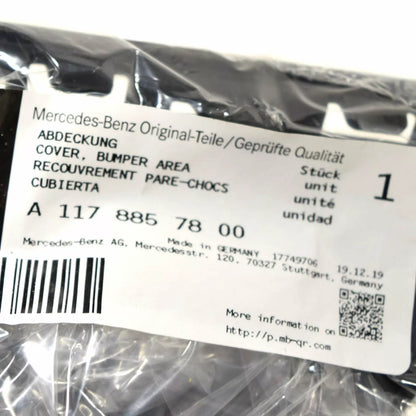 Mercedes-Benz Original-Teile/Geprüfte Qualität
ABDECKUNG
COVER, BUMPER AREA
RECOUVREMENT PARE-CHOCS
CUBIERTA
Stück
unit
unité
unidad
1
A 117 885 78 00
Made in GERMANY 17749706 19.12.19
Mercedes-Benz AG, Mercedesstr. 120, 70327 Stuttgart, Germany
More information on
http://p.mb-qr.com